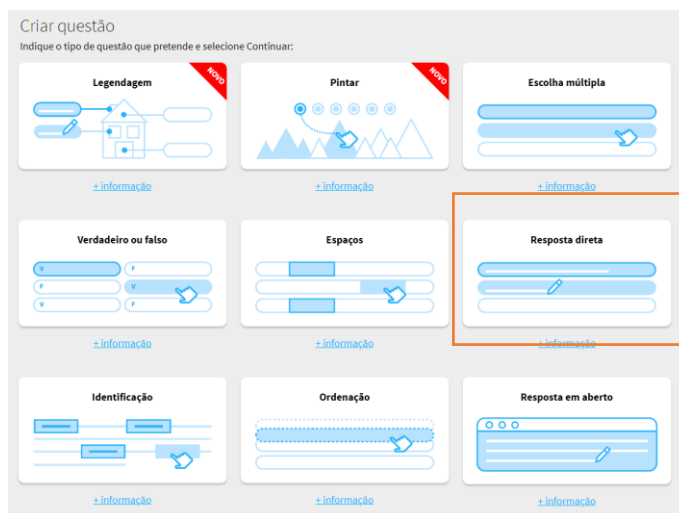 Criar questão
Indique o tipo de questão que pretende e selecione Continuar:
Legendagem
NOVO
Pintar
NOVO
Escolha múltipla
+ informação
+ informação
+ informação
Verdadeiro ou falso
V
F
F
V
V
F
Espaços
Resposta direta
+ informação
+ informação
+ informação
Identificação
Ordenação
Resposta em aberto
+ informação
+ informação
+ informação